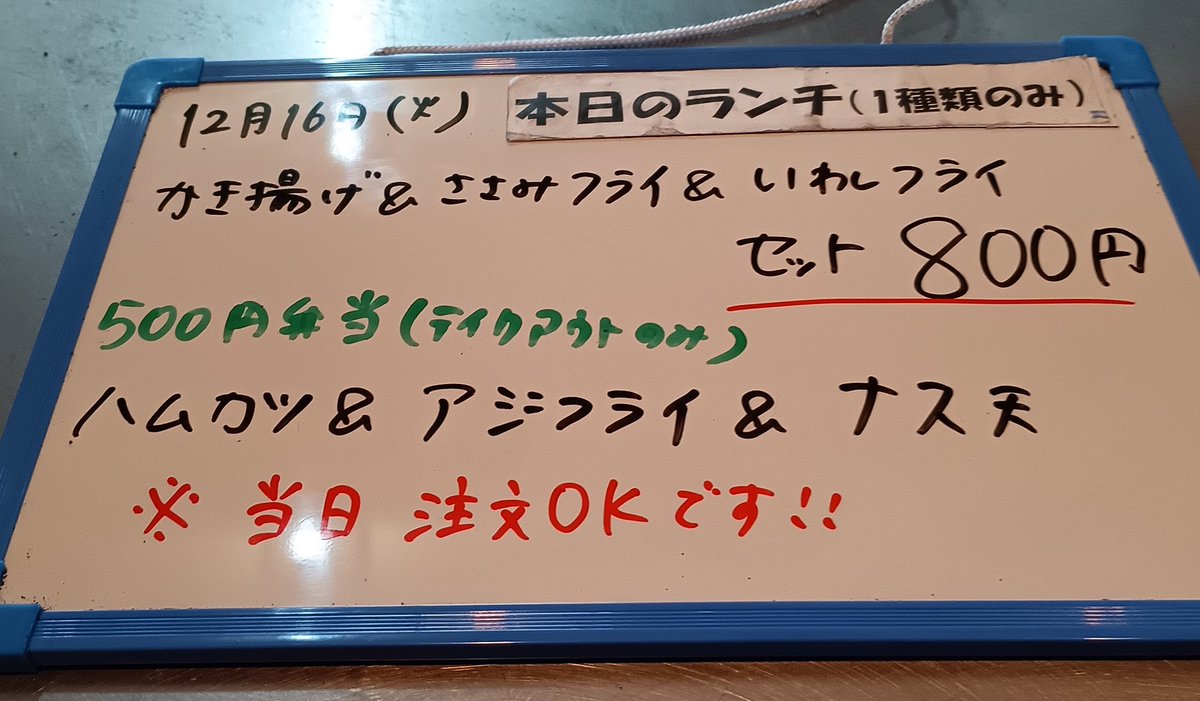 12月16日(火) 本日のランチ(1種類のみ)
かき揚げ&ささみフライ&いわしフライ
セット 800円
500円弁当(テイクアウトのみ)
ハムカツ&アジフライ&ナス天
※当日 注文OKです!!